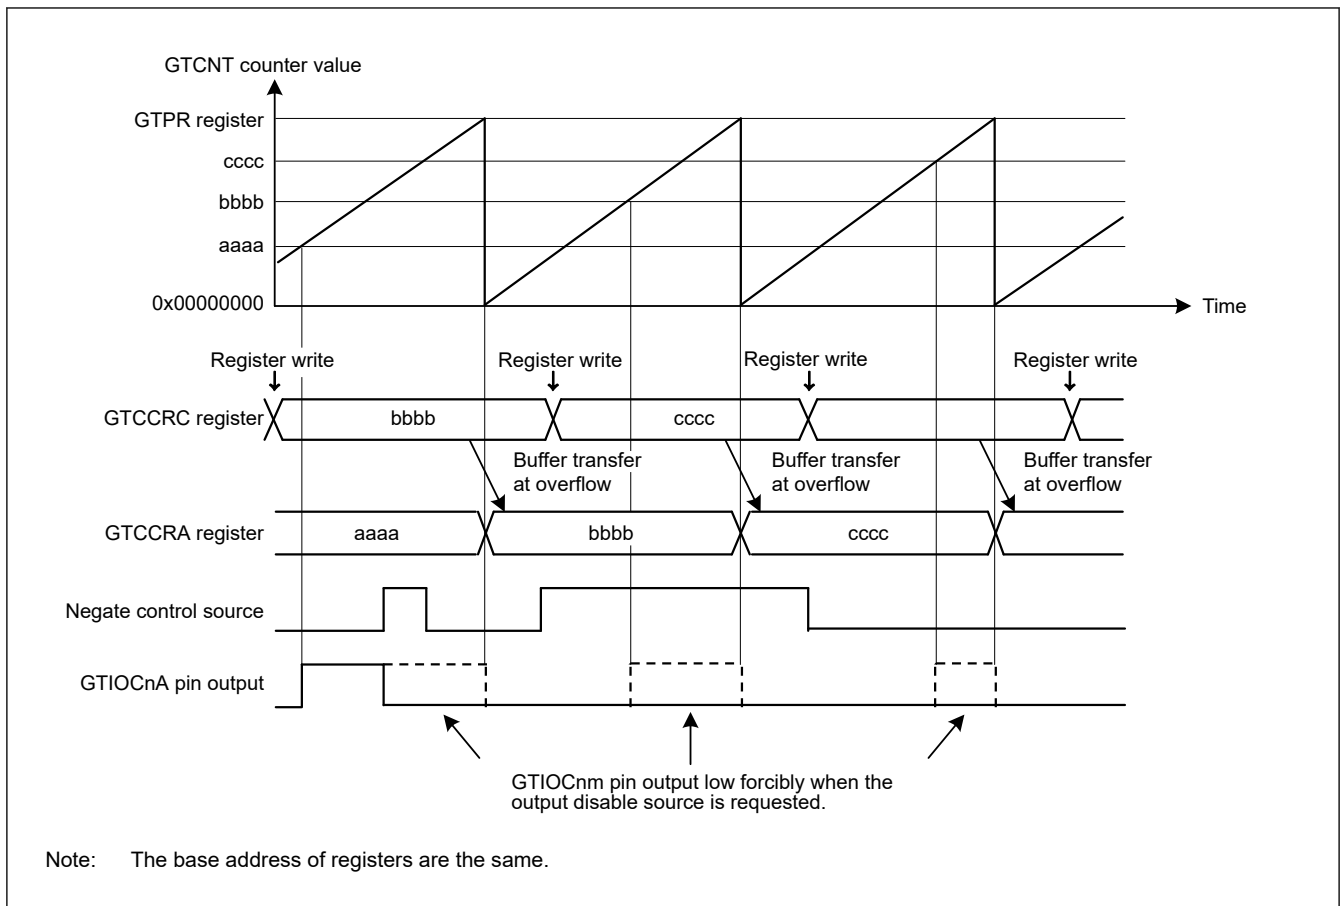 GTCNT counter value
GTPR register
cccc
bbbb
aaaa
0x00000000
Time
Register write
Register write
Register write
Register write
GTCCRC register
bbbb
cccc
Buffer transfer
at overflow
Buffer transfer
at overflow
Buffer transfer
at overflow
GTCCRA register
aaaa
bbbb
cccc
Negate control source
GTIOCnA pin output
GTIOCnm pin output low forcibly when the
output disable source is requested.
Note: The base address of registers are the same.